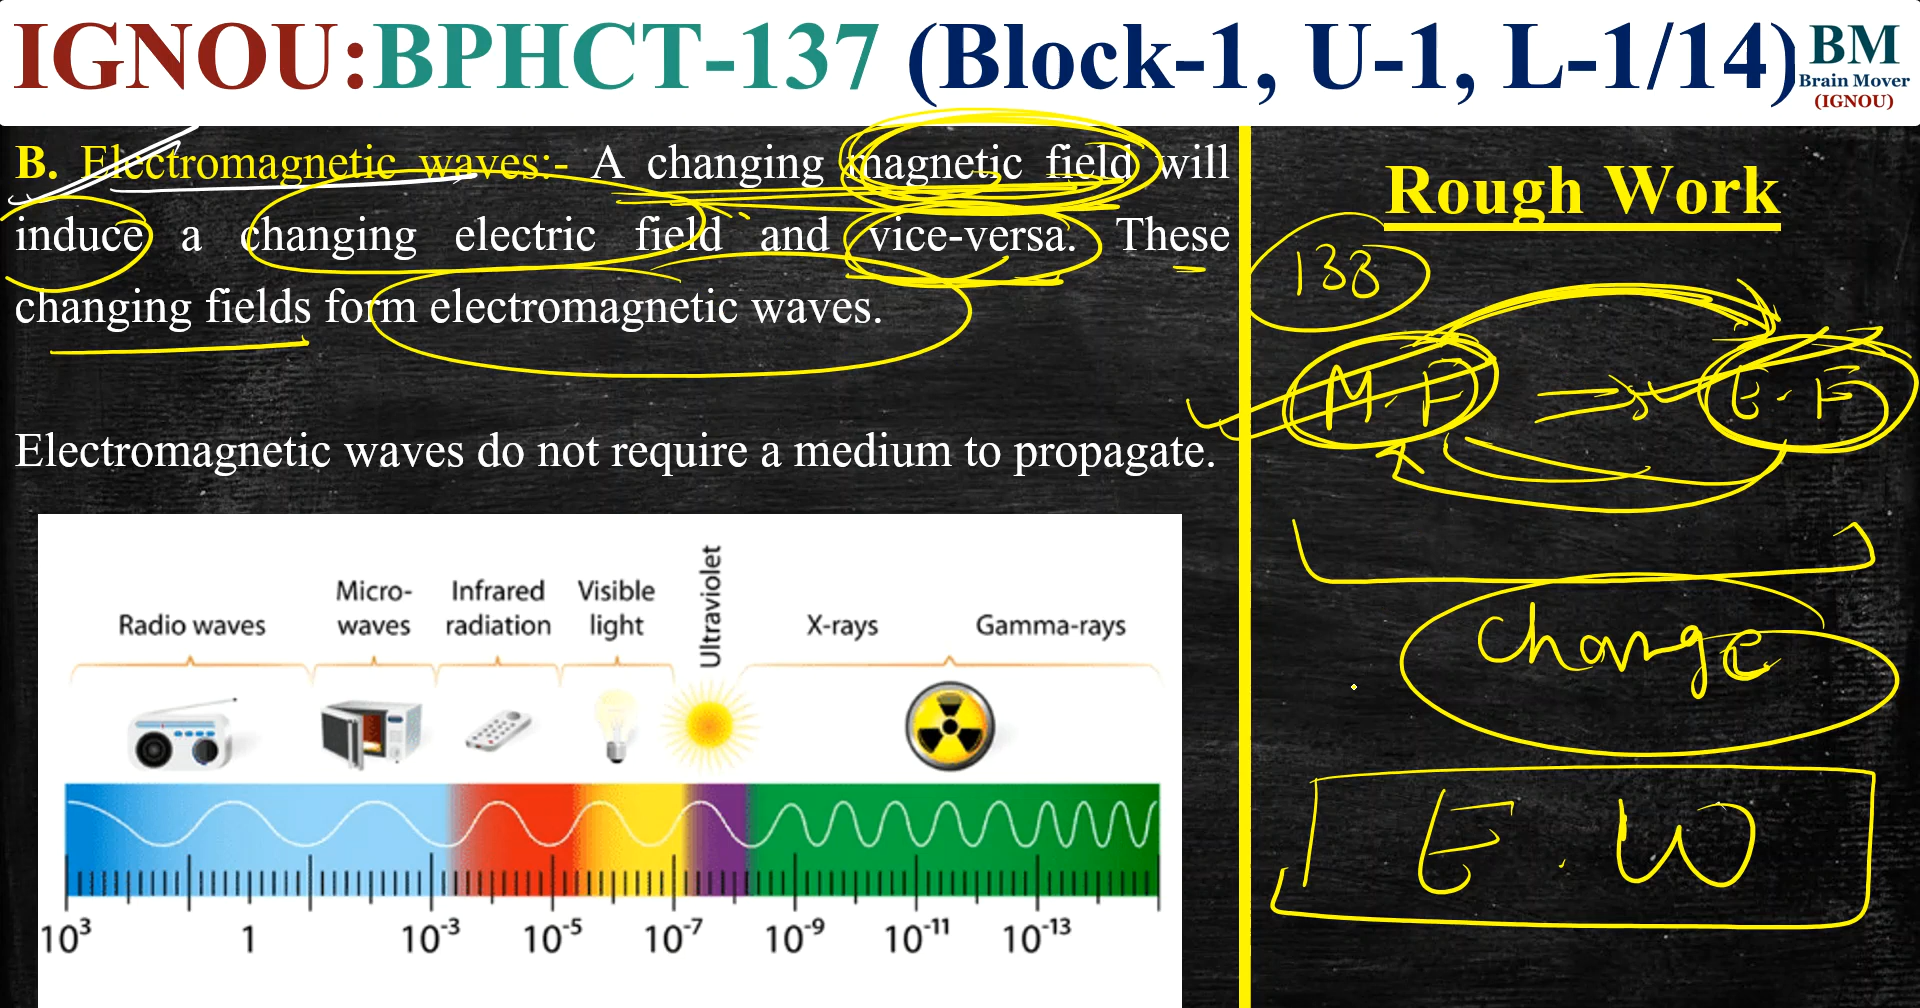 IGNOU:BPHCT-137 (Block-1, U-1, L-1/14)
BM
Brain Mover
(IGNOU)
B. Electromagnetic waves:- A changing magnetic field will
induce a changing electric field and vice-versa. These
changing fields form electromagnetic waves.
Electromagnetic waves do not require a medium to propagate.
Radio waves
Micro-
waves
Infrared
radiation
Visible
light
Ultraviolet
X-rays
Gamma-rays
10³ 1 10⁻³ 10⁻⁵ 10⁻⁷ 10⁻⁹ 10⁻¹¹ 10⁻¹³
Rough Work
138
M.F => E.F
Change
E.W